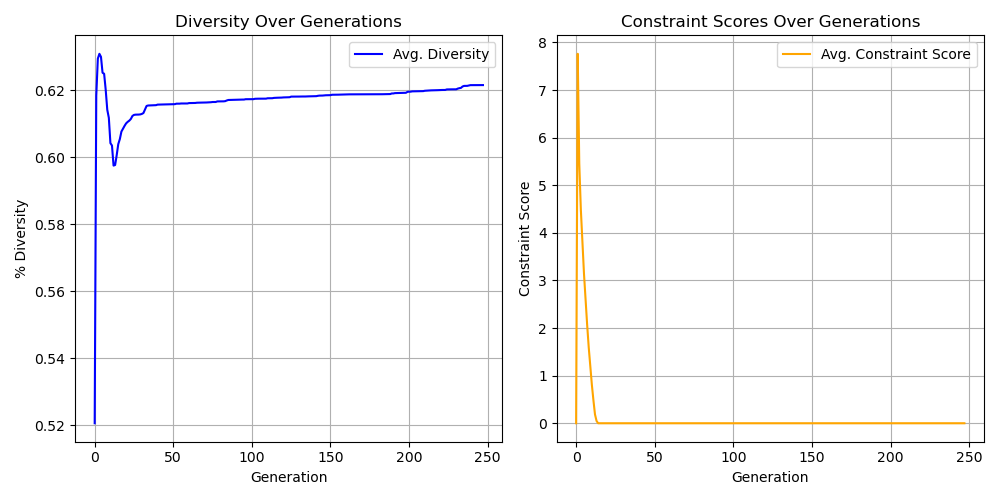 Diversity Over Generations
Avg. Diversity
% Diversity
0.62
0.60
0.58
0.56
0.54
0.52
0 50 100 150 200 250
Generation
Constraint Scores Over Generations
Avg. Constraint Score
Constraint Score
8
7
6
5
4
3
2
1
0
0 50 100 150 200 250
Generation